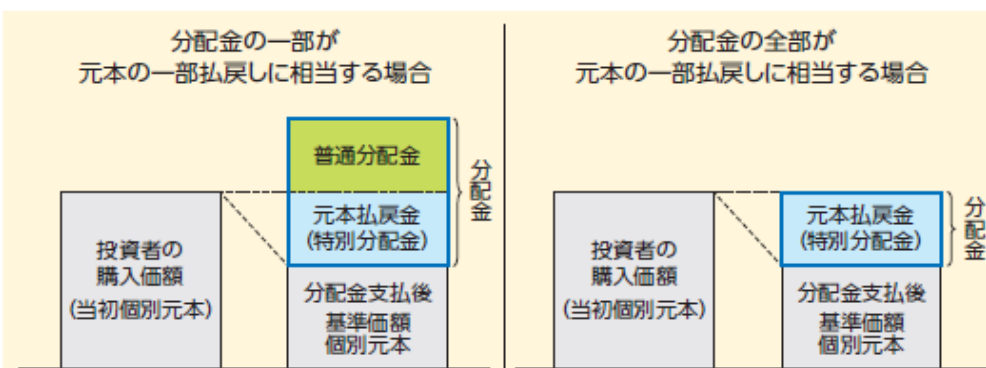 分配金の一部が
元本の一部払戻しに相当する場合
普通分配金
元本払戻金
(特別分配金)
分配金
投資者の
購入価額
(当初個別元本)
分配金支払後
基準価額
個別元本
分配金の全部が
元本の一部払戻しに相当する場合
元本払戻金
(特別分配金)
分配金
投資者の
購入価額
(当初個別元本)
分配金支払後
基準価額
個別元本